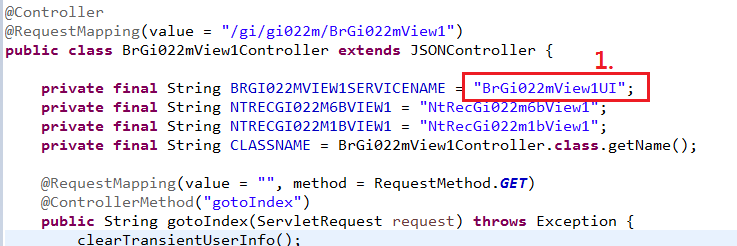 @Controller
@RequestMapping(value = "/gi/gi022m/BrGi022mView1")
public class BrGi022mView1Controller extends JSONController {
1.
private final String BRGI022MVIEW1SERVICENAME = "BrGi022mView1UI";
private final String NTRECGI022M6BVIEW1 = "NtRecGi022m6bView1";
private final String NTRECGI022M1BVIEW1 = "NtRecGi022m1bView1";
private final String CLASSNAME = BrGi022mView1Controller.class.getName();
@RequestMapping(value = "", method = RequestMethod.GET)
@ControllerMethod("gotoIndex")
public String gotoIndex(ServletRequest request) throws Exception {
clearTransientUserInfo();